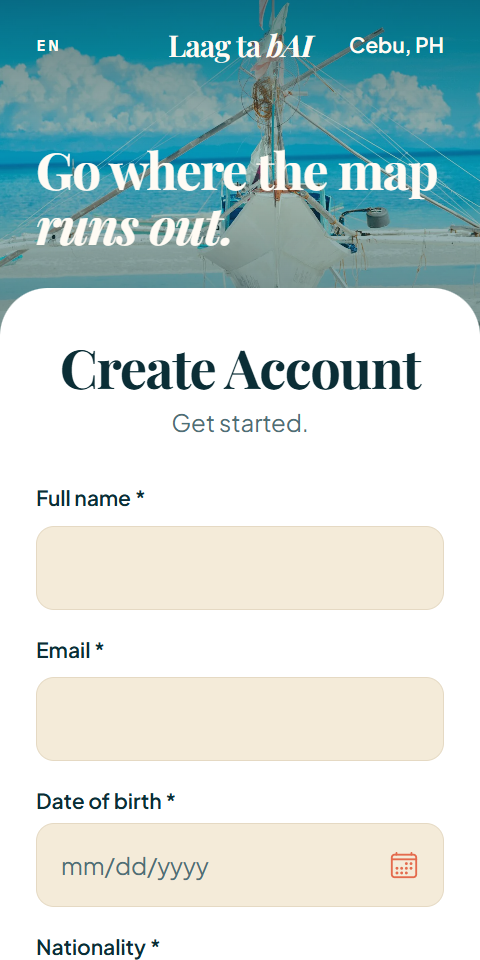 EN
Laag ta bAI
Cebu, PH
Go where the map
runs out.
Create Account
Get started.
Full name *
Email *
Date of birth *
mm/dd/yyyy
Nationality *